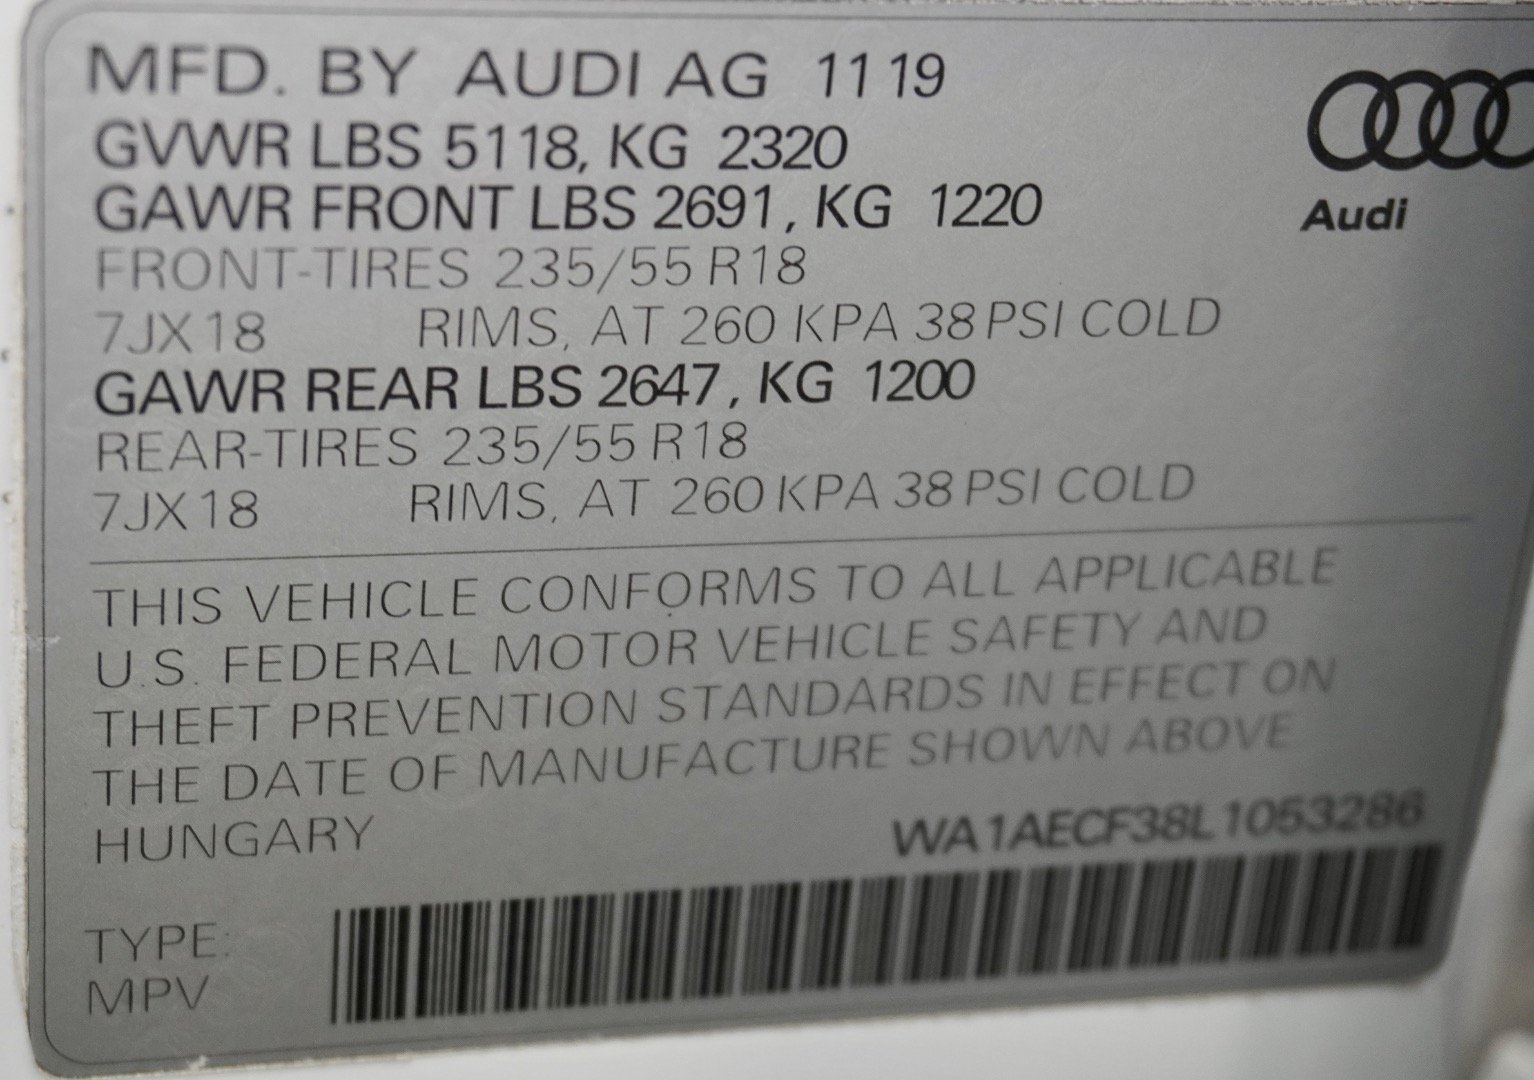 MFD. BY AUDI AG 11 19
GVWR LBS 5118, KG 2320
GAWR FRONT LBS 2691, KG 1220
FRONT-TIRES 235/55 R18
7JX18 RIMS, AT 260 KPA 38 PSI COLD
GAWR REAR LBS 2647, KG 1200
REAR-TIRES 235/55 R18
7JX18 RIMS, AT 260 KPA 38 PSI COLD
Audi
THIS VEHICLE CONFORMS TO ALL APPLICABLE
U.S. FEDERAL MOTOR VEHICLE SAFETY AND
THEFT PREVENTION STANDARDS IN EFFECT ON
THE DATE OF MANUFACTURE SHOWN ABOVE
HUNGARY
WA1AECF38L1053286
TYPE:
MPV